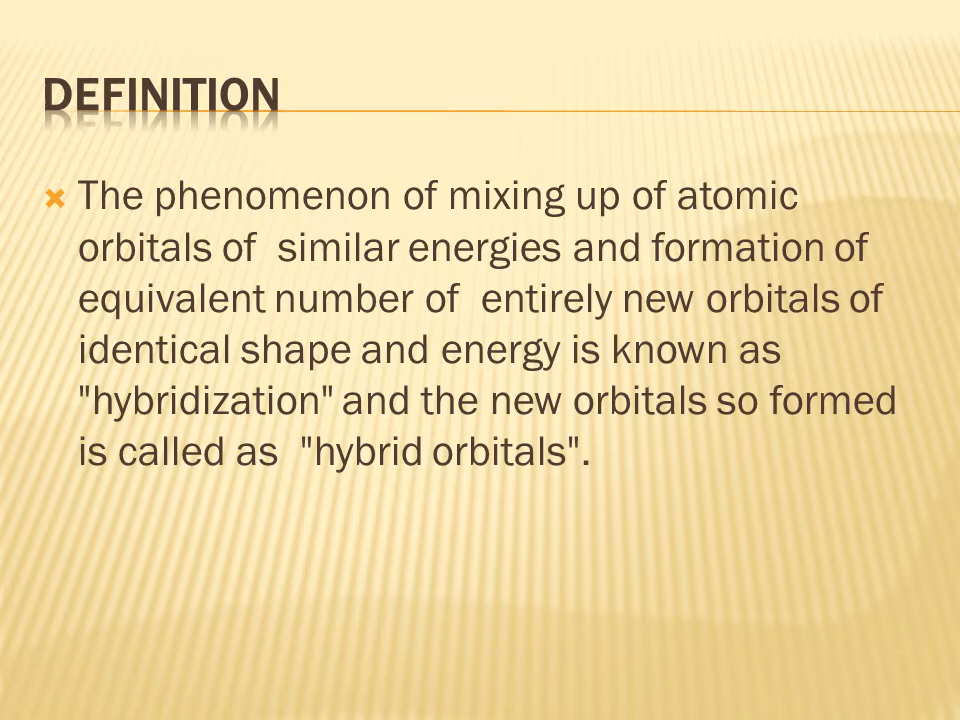 DEFINITION
The phenomenon of mixing up of atomic
orbitals of  similar energies and formation of
equivalent number of  entirely new orbitals of
identical shape and energy is known as
"hybridization" and the new orbitals so formed
is called as  "hybrid orbitals".